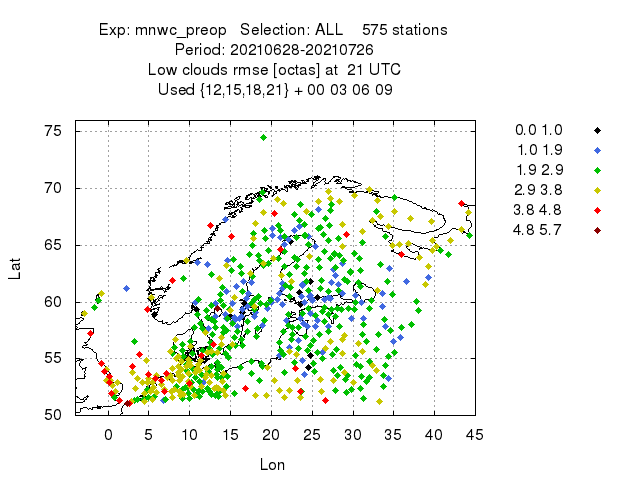 Exp: mnwc_preop Selection: ALL 575 stations
Period: 20210628-20210726
Low clouds rmse [octas] at 21 UTC
Used {12,15,18,21} + 00 03 06 09
0.0 1.0
1.0 1.9
1.9 2.9
2.9 3.8
3.8 4.8
4.8 5.7
75
70
65
60
55
50
Lat
0 5 10 15 20 25 30 35 40 45
Lon